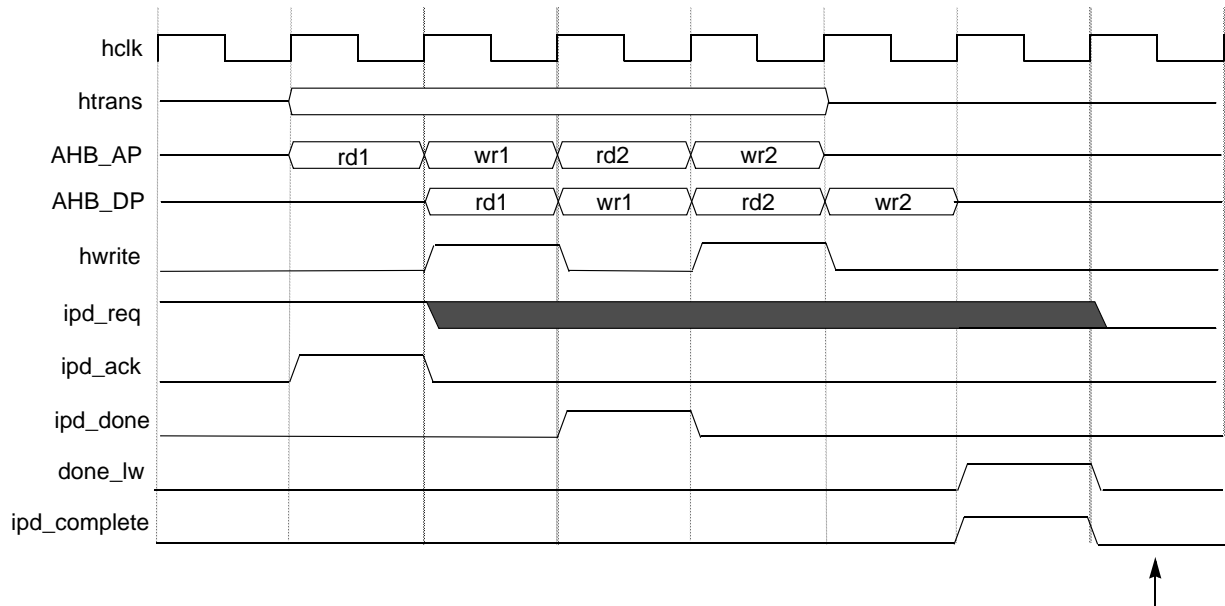 hclk
htrans
AHB_AP rd1 wr1 rd2 wr2
AHB_DP rd1 wr1 rd2 wr2
hwrite
ipd_req
ipd_ack
ipd_done
done_lw
ipd_complete